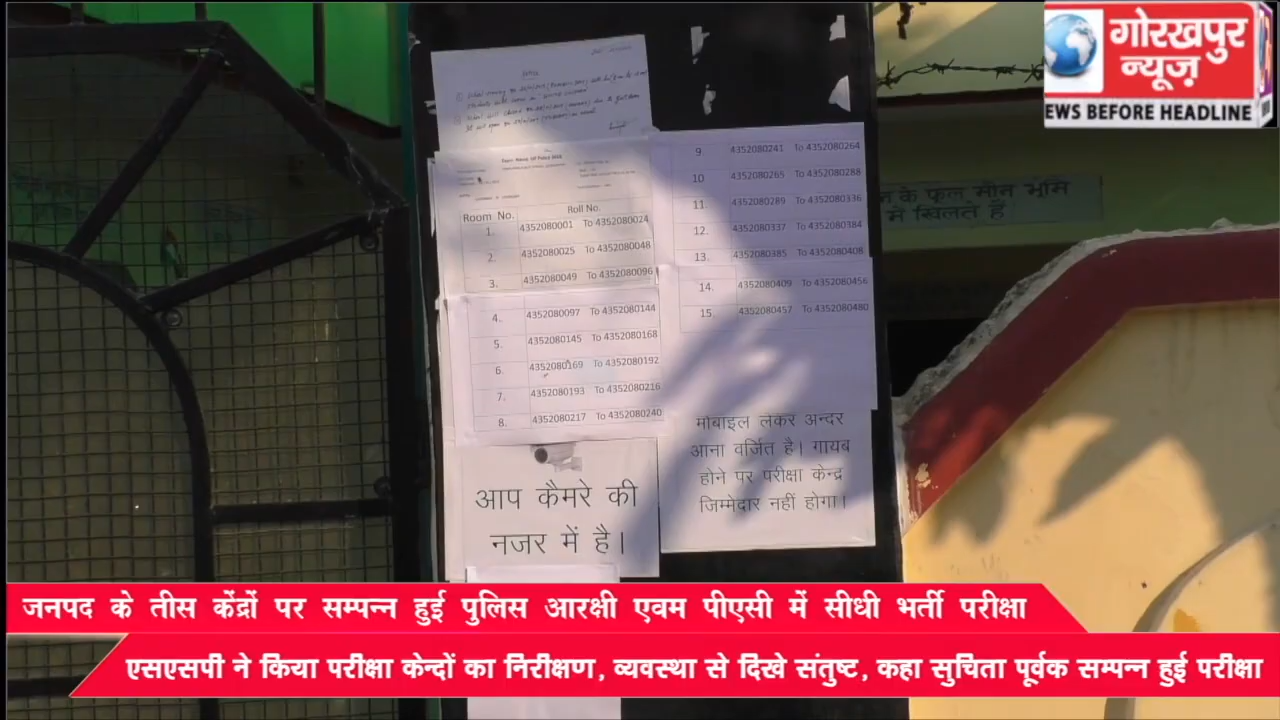 गोरखपुर
न्यूज़
EWS BEFORE HEADLINE
Room No. Roll No.
1. 4352080001 To 4352080024
2. 4352080025 To 4352080048
3. 4352080049 To 4352080096
4. 4352080097 To 4352080144
5. 4352080145 To 4352080168
6. 4352080169 To 4352080192
7. 4352080193 To 4352080216
8. 4352080217 To 4352080240
9. 4352080241 To 4352080264
10 4352080265 To 4352080288
11. 4352080289 To 4352080336
12. 4352080337 To 4352080384
13. 4352080385 To 4352080408
14. 4352080409 To 4352080456
15. 4352080457 To 4352080480
के फूल मौन भूमि
में खिलते हैं
आप कैमरे की
नजर में है।
मोबाइल लेकर अन्दर
आना वर्जित है। गायब
होने पर परीक्षा केन्द्र
जिम्मेदार नहीं होगा।
जनपद के तीस केंद्रों पर सम्पन्न हुई पुलिस आरक्षी एवम पीएसी में सीधी भर्ती परीक्षा
एसएसपी ने किया परीक्षा केन्दों का निरीक्षण, व्यवस्था से दिखे संतुष्ट, कहा सुचिता पूर्वक सम्पन्न हुई परीक्षा